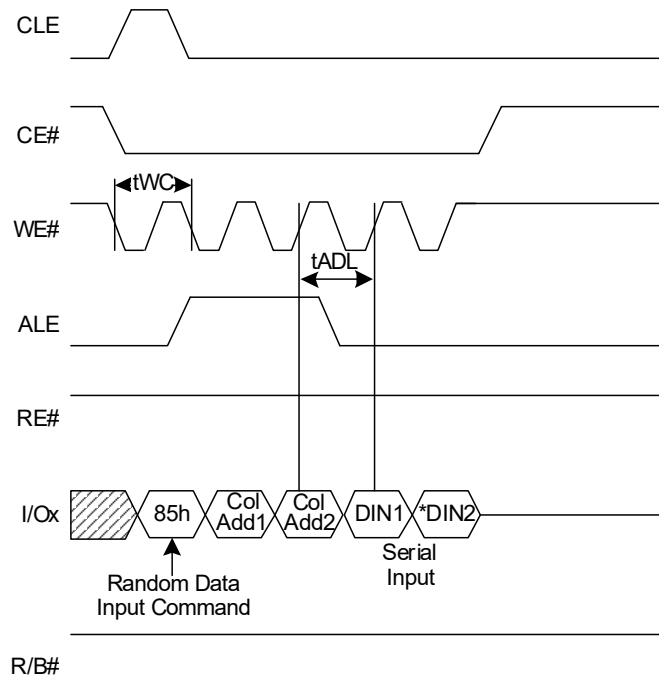 CLE
CE#
tWC
WE#
tADL
ALE
RE#
I/Ox
85h
Col
Add1
Col
Add2
DIN1
*DIN2
Serial
Input
Random Data
Input Command
R/B#